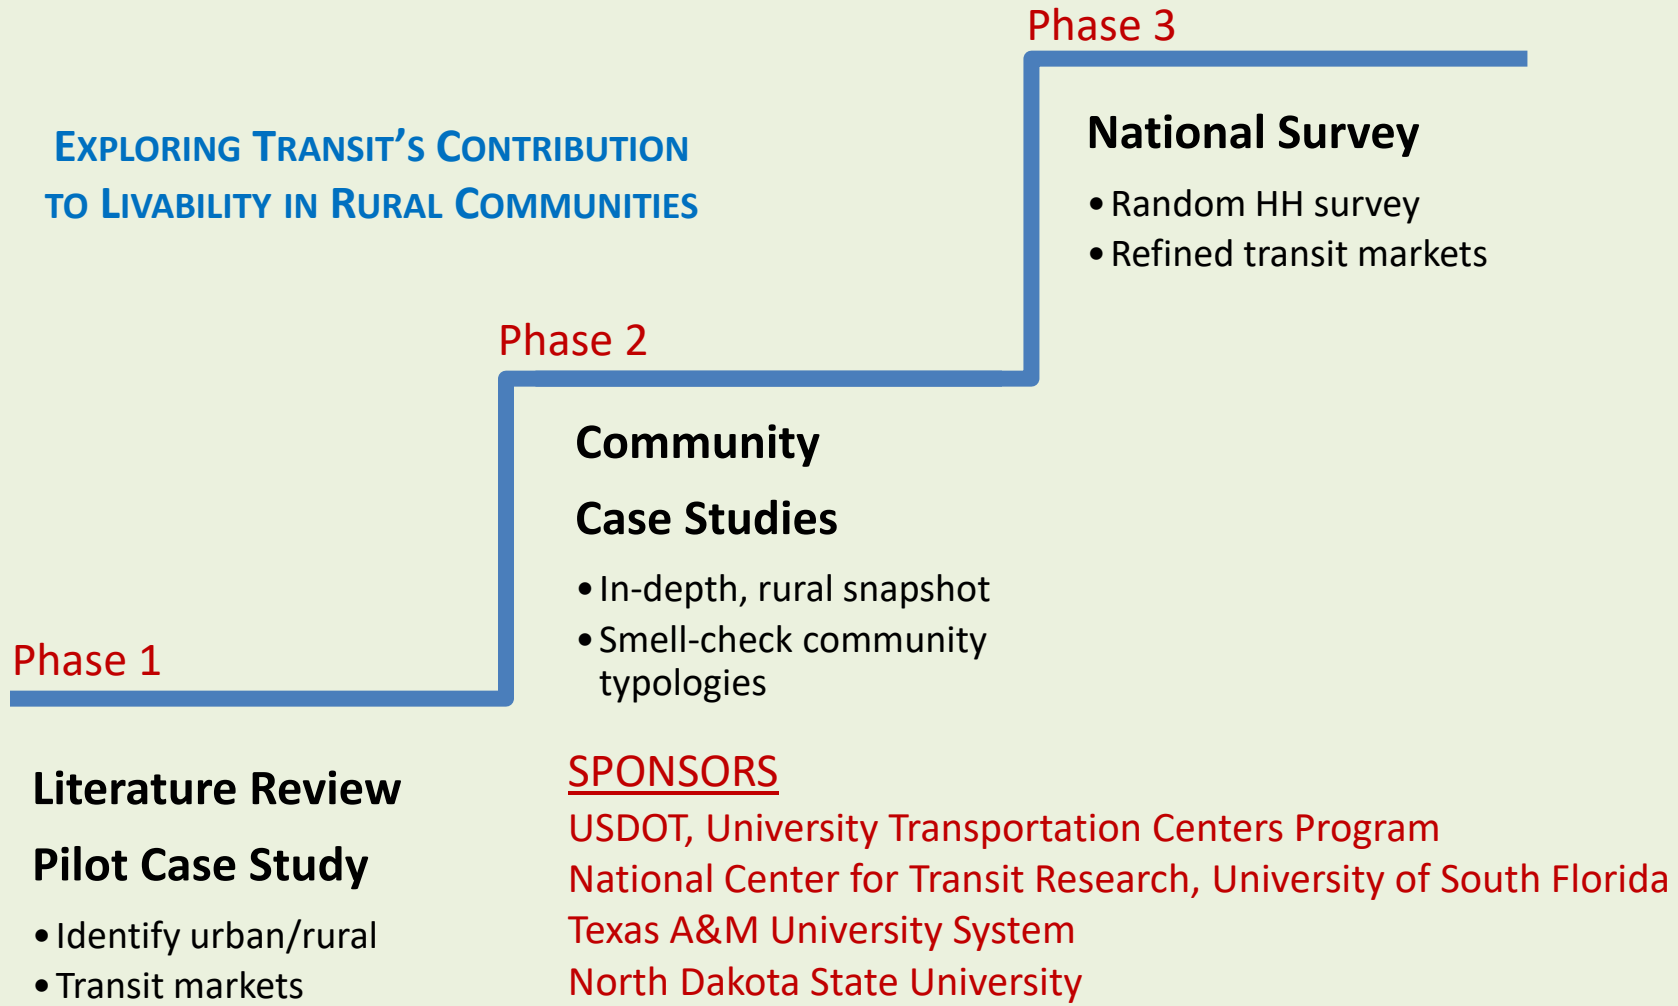 EXPLORING TRANSIT'S CONTRIBUTION
TO LIVABILITY IN RURAL COMMUNITIES
Phase 1
Literature Review
Pilot Case Study
• Identify urban/rural
• Transit markets
Phase 2
Community
Case Studies
• In-depth, rural snapshot
• Smell-check community
typologies
Phase 3
National Survey
• Random HH survey
• Refined transit markets
SPONSORS
USDOT, University Transportation Centers Program
National Center for Transit Research, University of South Florida
Texas A&M University System
North Dakota State University